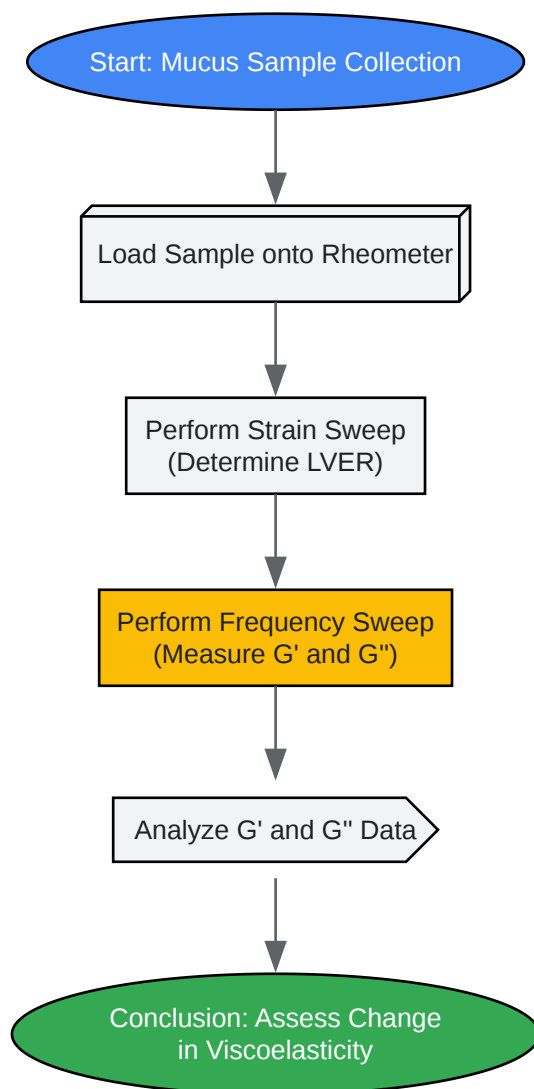 Start: Mucus Sample Collection
Load Sample onto Rheometer
Perform Strain Sweep
(Determine LVER)
Perform Frequency Sweep
(Measure G' and G'')
Analyze G' and G'' Data
Conclusion: Assess Change
in Viscoelasticity